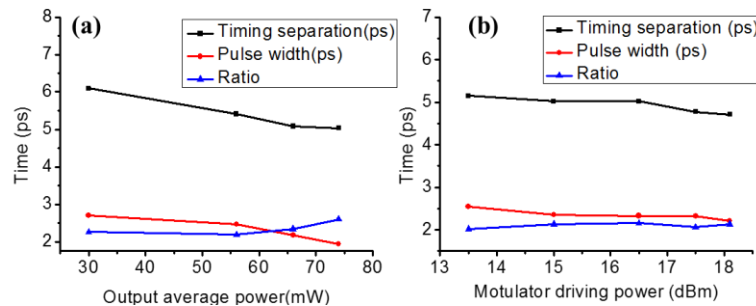 (a)
Timing separation(ps)
Pulse width(ps)
Ratio
Time (ps)
8
7
6
5
4
3
2
30 40 50 60 70 80
Output average power(mW)
(b)
Timing separation (ps)
Pulse width (ps)
Ratio
Time (ps)
7
6
5
2
1
13 14 15 16 17 18 19
Motulator driving power (dBm)